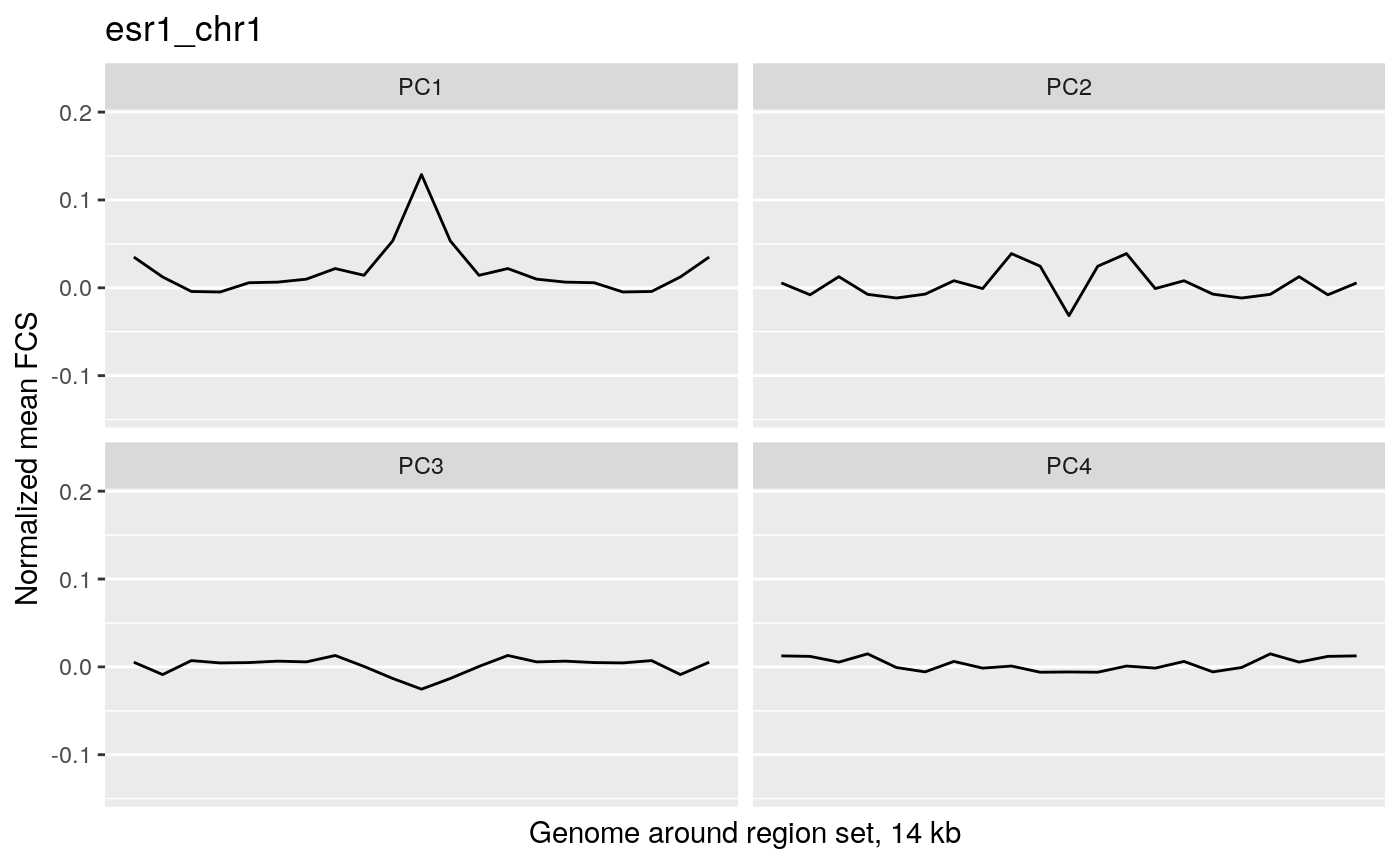 esr1_chr1
PC1
PC2
0.2
0.1
0.0
-0.1
PC3
PC4
0.2
0.1
0.0
-0.1
Normalized mean FCS
Genome around region set, 14 kb